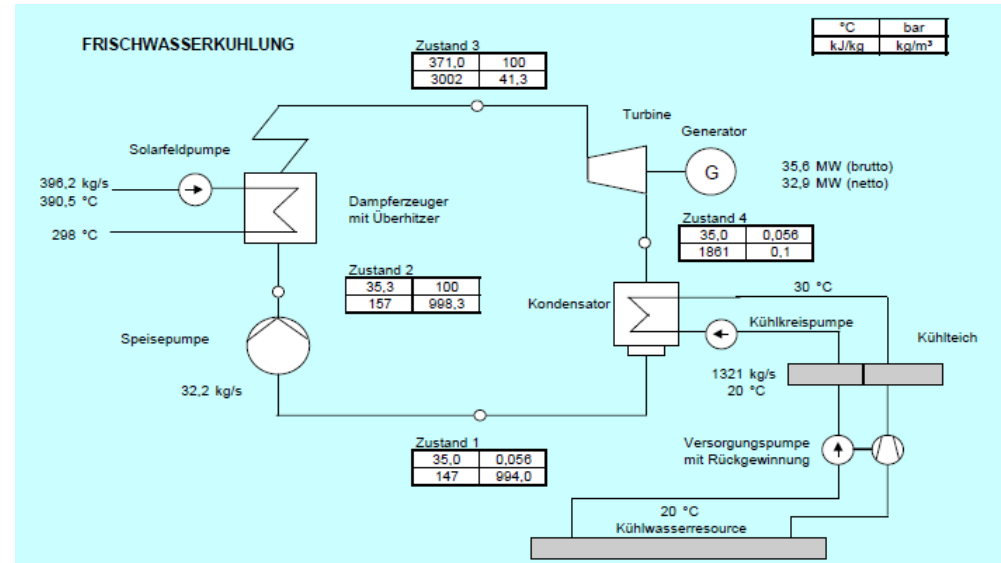 FRISCHWASSERKUHLUNG
°C bar
kJ/kg kg/m³
Zustand 3
371,0 100
3002 41,3
Turbine
Generator
G
35,6 MW (brutto)
32,9 MW (netto)
Solarfeldpumpe
396,2 kg/s
390,5 °C
298 °C
Dampferzeuger
mit Überhitzer
Zustand 4
35,0 0,056
1861 0,1
Zustand 2
35,3 100
157 998,3
Kondensator
30 °C
Kühlkreispumpe
Kühlteich
Speisepumpe
1321 kg/s
20 °C
32,2 kg/s
Zustand 1
35,0 0,056
147 994,0
Versorgungspumpe
mit Rückgewinnung
20 °C
Kühlwasserresource